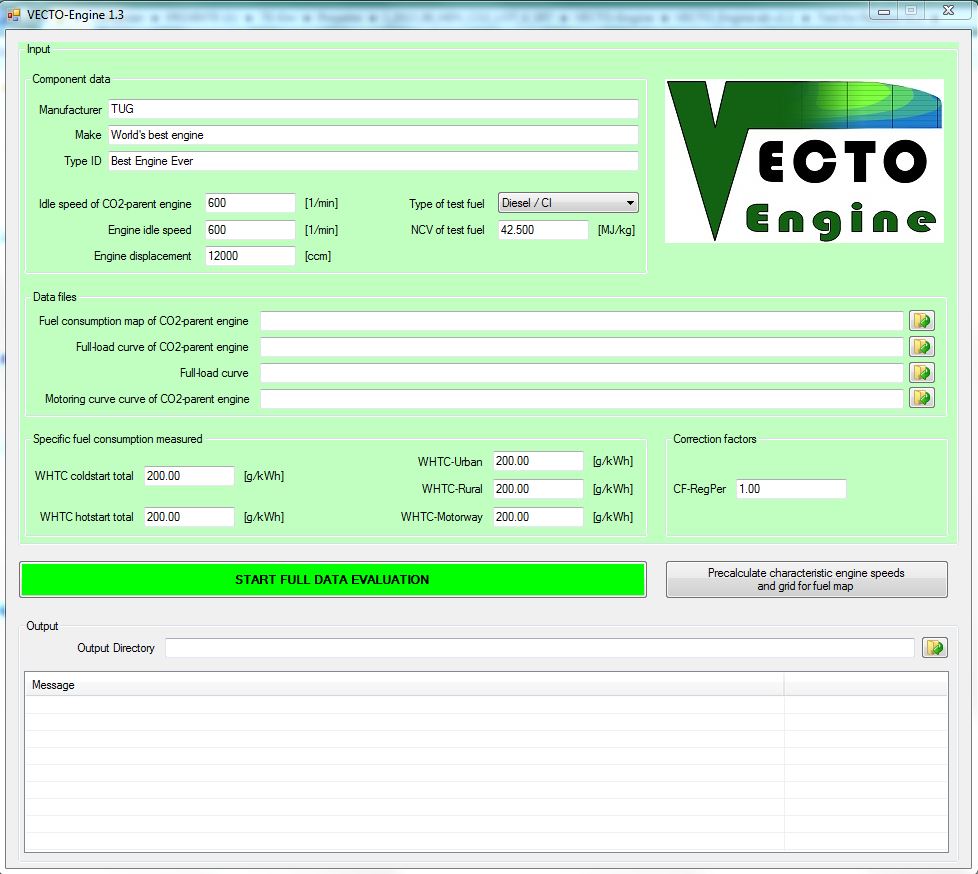 VECTO-Engine 1.3
Input
Component data
Manufacturer TUG
Make World's best engine
Type ID Best Engine Ever
Idle speed of CO2-parent engine 600 [1/min] Type of test fuel Diesel / CI
Engine idle speed 600 [1/min] NCV of test fuel 42.500 [MJ/kg]
Engine displacement 12000 [ccm]
VECTO
Engine
Data files
Fuel consumption map of CO2-parent engine
Full-load curve of CO2-parent engine
Full-load curve
Motoring curve curve of CO2-parent engine
Specific fuel consumption measured
WHTC coldstart total 200.00 [g/kWh]
WHTC hotstart total 200.00 [g/kWh]
WHTC-Urban 200.00 [g/kWh]
WHTC-Rural 200.00 [g/kWh]
WHTC-Motorway 200.00 [g/kWh]
Correction factors
CF-RegPer 1.00
START FULL DATA EVALUATION
Precalculate characteristic engine speeds
and grid for fuel map
Output
Output Directory
Message